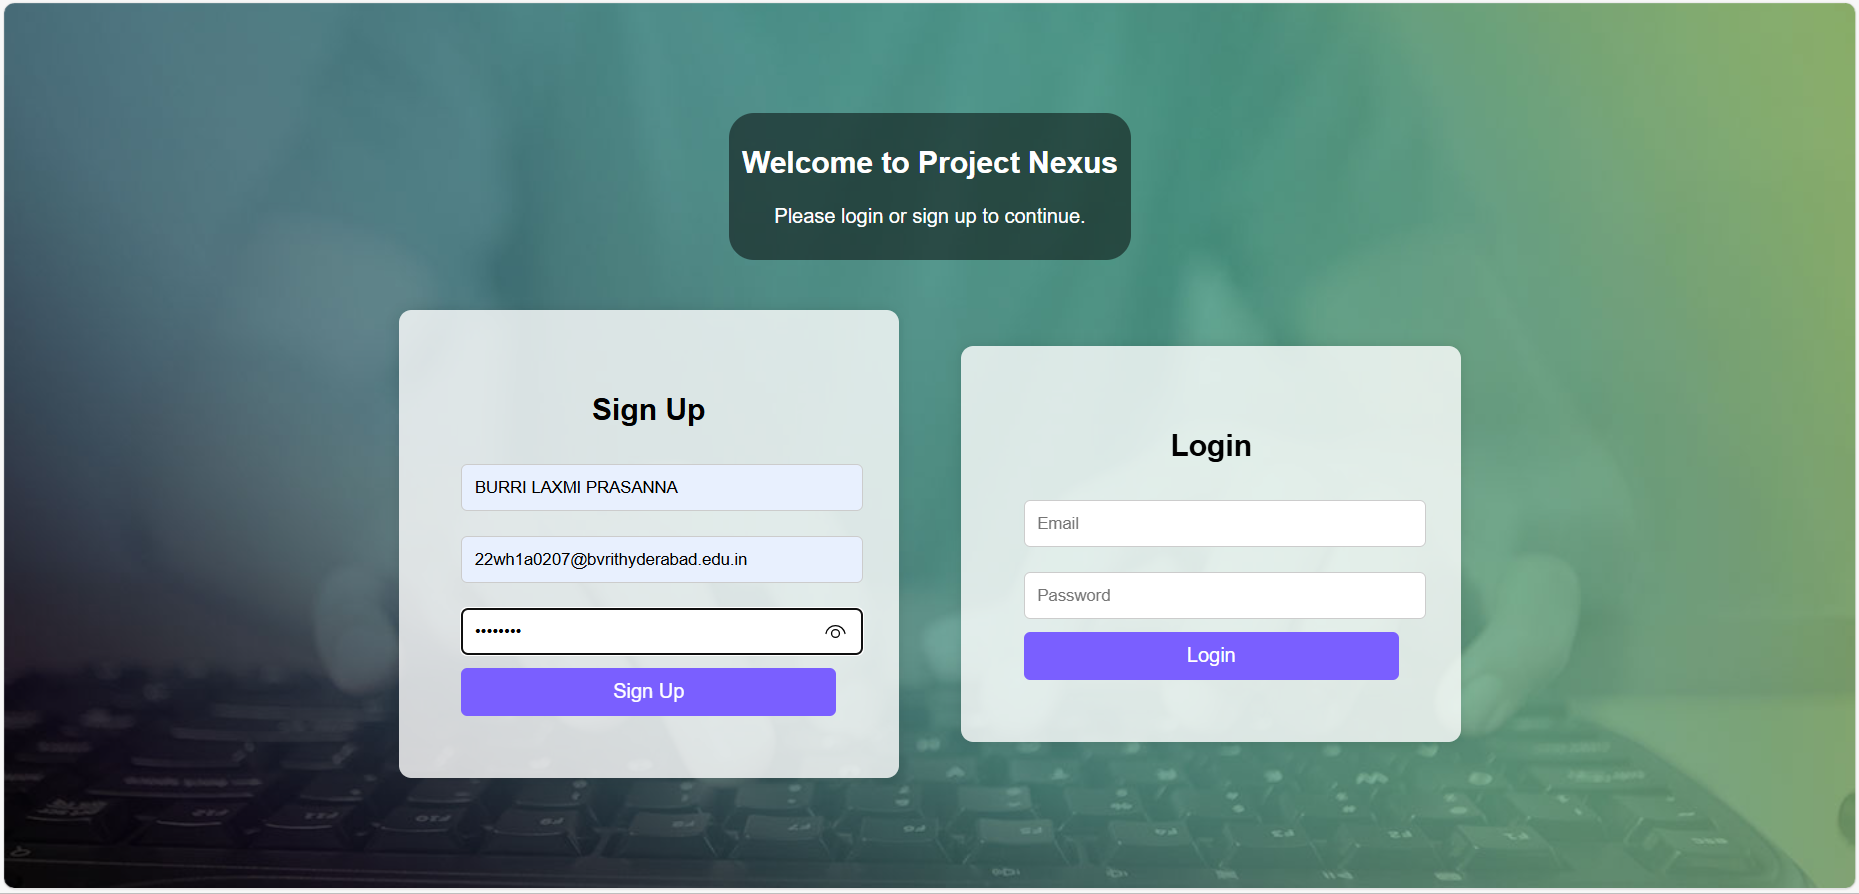 Welcome to Project Nexus
Please login or sign up to continue.
Sign Up
BURRI LAXMI PRASANNA
22wh1a0207@bvrithyderabad.edu.in
••••••••
Sign Up
Login
Email
Password
Login